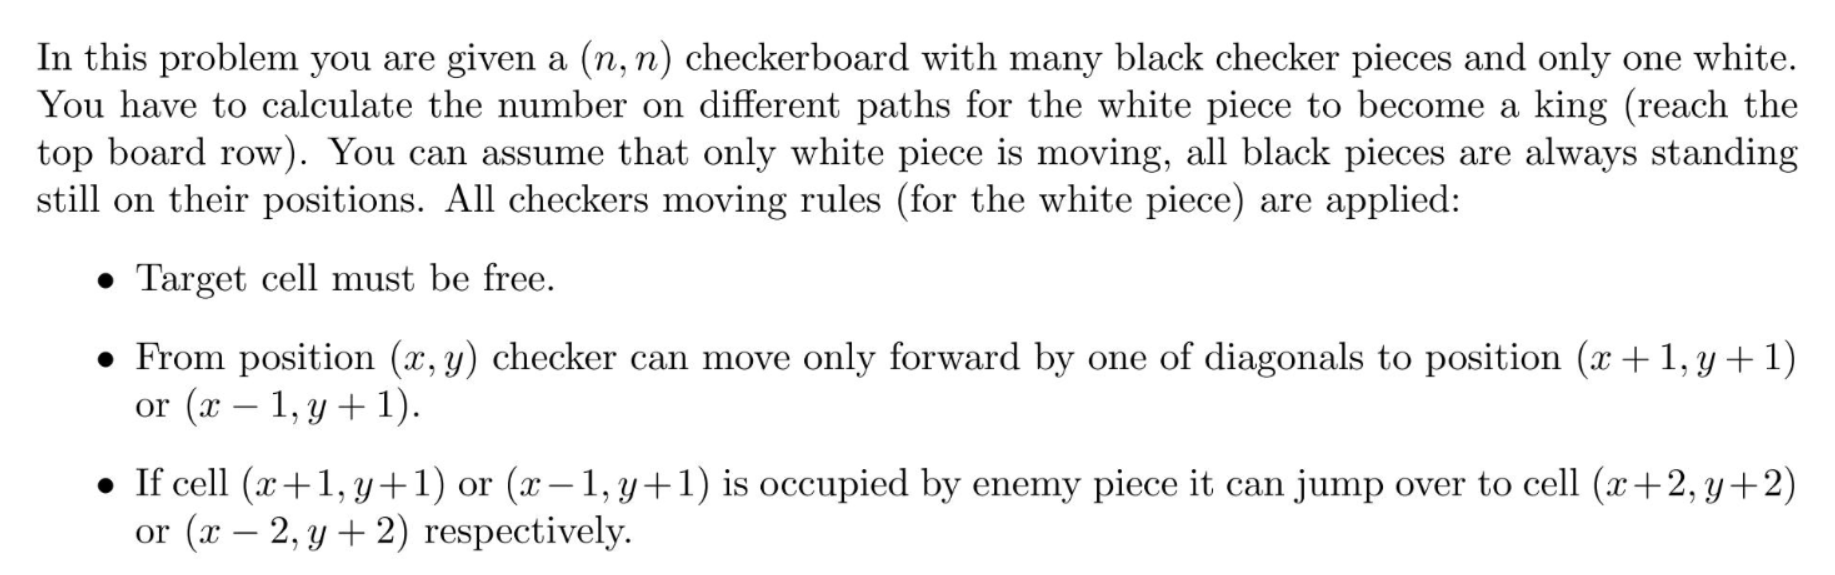 In this problem you are given a (n, n) checkerboard with many black checker pieces and only one white.
You have to calculate the number on different paths for the white piece to become a king (reach the
top board row). You can assume that only white piece is moving, all black pieces are always standing
still on their positions. All checkers moving rules (for the white piece) are applied:
• Target cell must be free.
• From position (x, y) checker can move only forward by one of diagonals to position (x + 1, y + 1)
or (x − 1, y + 1).
• If cell (x+1, y+1) or (x−1, y+1) is occupied by enemy piece it can jump over to cell (x+2, y+2)
or (x − 2, y + 2) respectively.